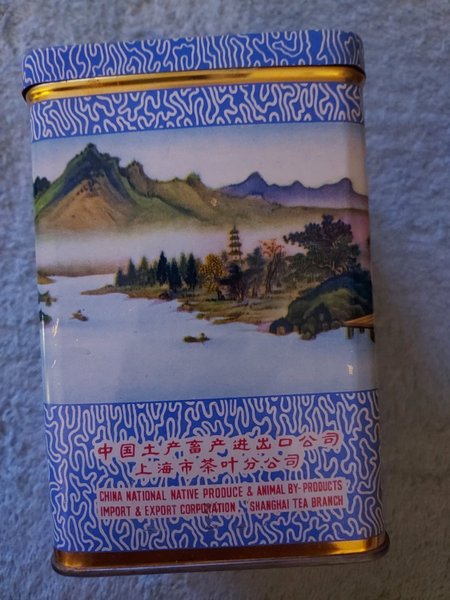 中国土产畜产进出口公司
上海市茶叶分公司
CHINA NATIONAL NATIVE PRODUCE & ANIMAL BY-PRODUCTS
IMPORT & EXPORT CORPORATION, SHANGHAI TEA BRANCH